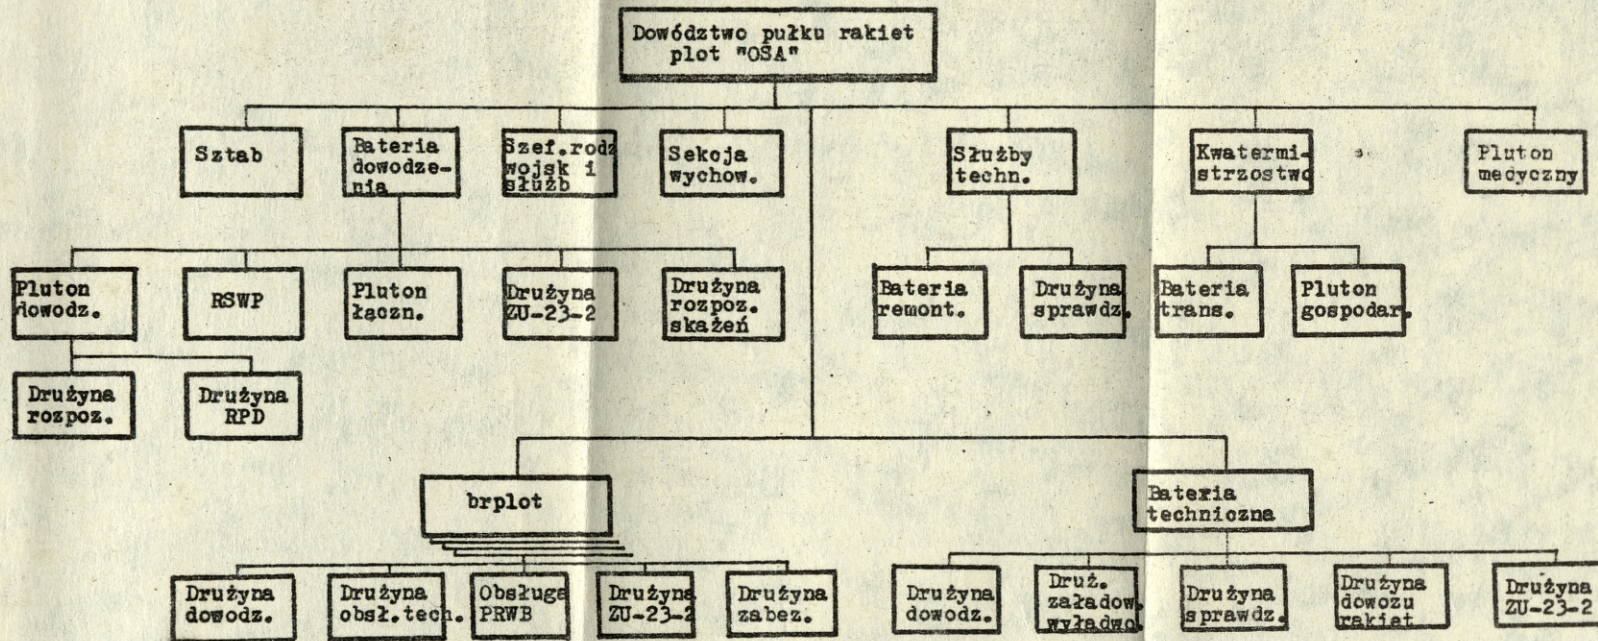 Dowództwo pułku rakiet
plot "OSA"
Sztab
Bateria
dowodze-
nia
Szef.rodz
wojsk i
służb
Sekcja
wychow.
Służby
techn.
Kwatermi-
strzostwo
Pluton
medyczny
Pluton
dowodz.
RSWP
Pluton
łączn.
Drużyna
ZU-23-2
Drużyna
rozpoz.
skażeń
Bateria
remont.
Drużyna
sprawdz.
Bateria
trans.
Pluton
gospodar.
Drużyna
rozpoz.
Drużyna
RPD
brplot
Bateria
techniczna
Drużyna
dowodz.
Drużyna
obsł.tech.
Obsługa
PRWB
Drużyna
ZU-23-2
Drużyna
zabez.
Drużyna
dowodz.
Druż.
załadow.
wyładwo.
Drużyna
sprawdz.
Drużyna
dowozu
rakiet
Drużyna
ZU-23-2